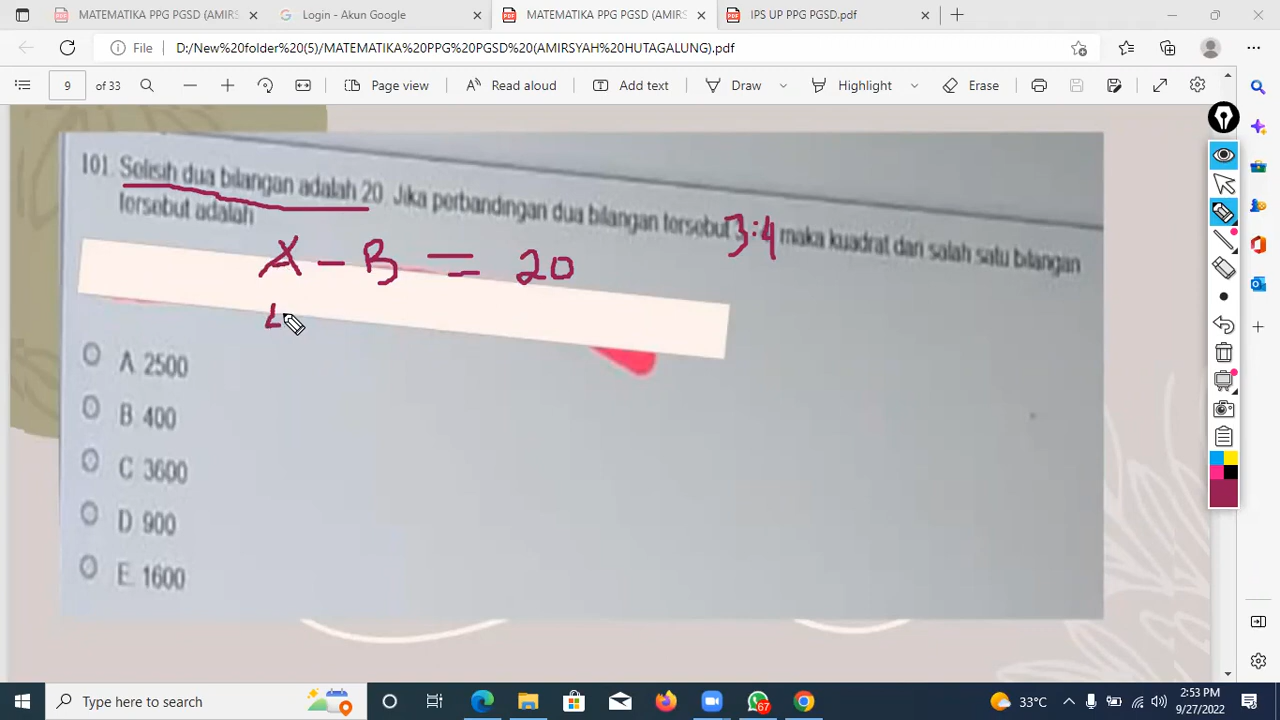 MATEMATIKA PPG PGSD (AMIRS
Login - Akun Google
MATEMATIKA PPG PGSD (AMIRS
IPS UP PPG PGSD.pdf
File
D:/New%20folder%20(5)/MATEMATIKA%20PPG%20PGSD%20(AMIRSYAH%20HUTAGALUNG).pdf
9 of 33
Page view
Read aloud
Add text
Draw
Highlight
Erase
101. Selisih dua bilangan adalah 20. Jika perbandingan dua bilangan tersebut 3:4 maka kuadrat dari salah satu bilangan
tersebut adalah
A - B = 20
A 2500
B 400
C 3600
D 900
E. 1600
Type here to search
67
33°C
2:53 PM
9/27/2022